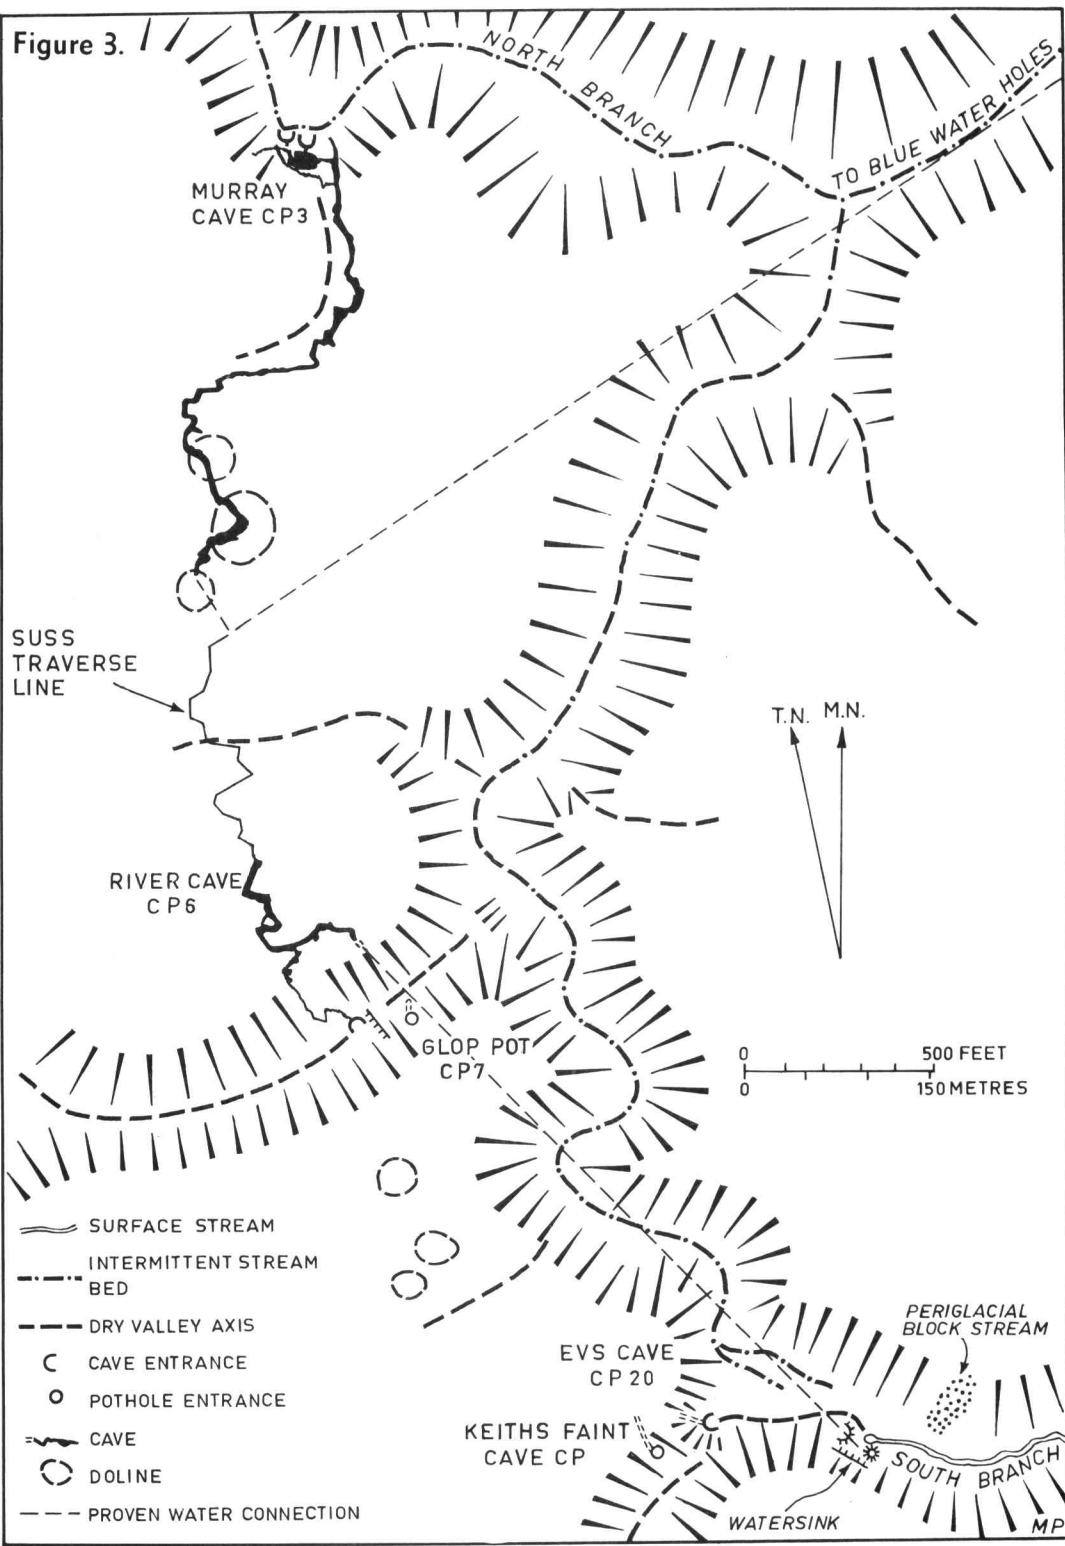 Figure 3.
NORTH BRANCH
TO BLUE WATER HOLES
MURRAY
CAVE CP3
SUSS
TRAVERSE
LINE
T.N. M.N.
RIVER CAVE
CP6
GLOP POT
CP7
0 500 FEET
0 150 METRES
SURFACE STREAM
INTERMITTENT STREAM
BED
DRY VALLEY AXIS
CAVE ENTRANCE
POTHOLE ENTRANCE
CAVE
DOLINE
PROVEN WATER CONNECTION
PERIGLACIAL
BLOCK STREAM
EVS CAVE
CP20
KEITHS FAINT
CAVE CP
SOUTH BRANCH
WATERSINK
MP